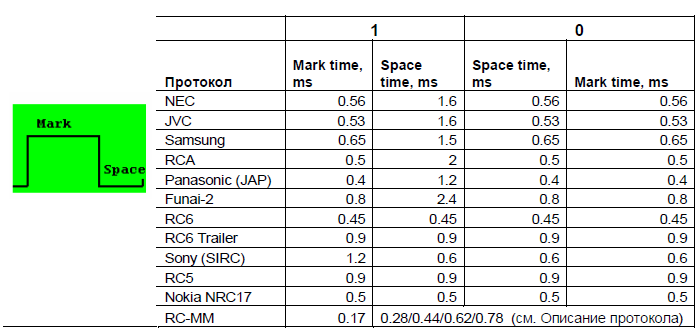 1 0
Протокол Mark time, ms Space time, ms Space time, ms Mark time, ms
NEC 0.56 1.6 0.56 0.56
JVC 0.53 1.6 0.53 0.53
Mark
Samsung 0.65 1.5 0.65 0.65
RCA 0.5 2 0.5 0.5
Space
Panasonic (JAP) 0.4 1.2 0.4 0.4
Funai-2 0.8 2.4 0.8 0.8
RC6 0.45 0.45 0.45 0.45
RC6 Trailer 0.9 0.9 0.9 0.9
Sony (SIRC) 1.2 0.6 0.6 0.6
RC5 0.9 0.9 0.9 0.9
Nokia NRC17 0.5 0.5 0.5 0.5
RC-MM 0.17 0.28/0.44/0.62/0.78 (см. Описание протокола)